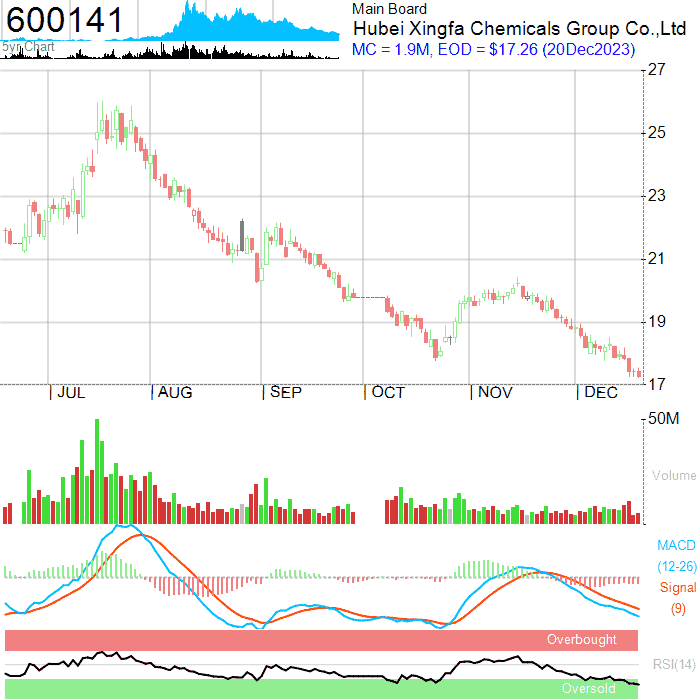 600141
5yr Chart
Main Board
Hubei Xingfa Chemicals Group Co.,Ltd
MC = 1.9M, EOD = $17.26 (20Dec2023)
27
25
23
21
19
17
JUL AUG SEP OCT NOV DEC
50M
Volume
MACD
(12-26)
Signal
(9)
Overbought
RSI(14)
Oversold